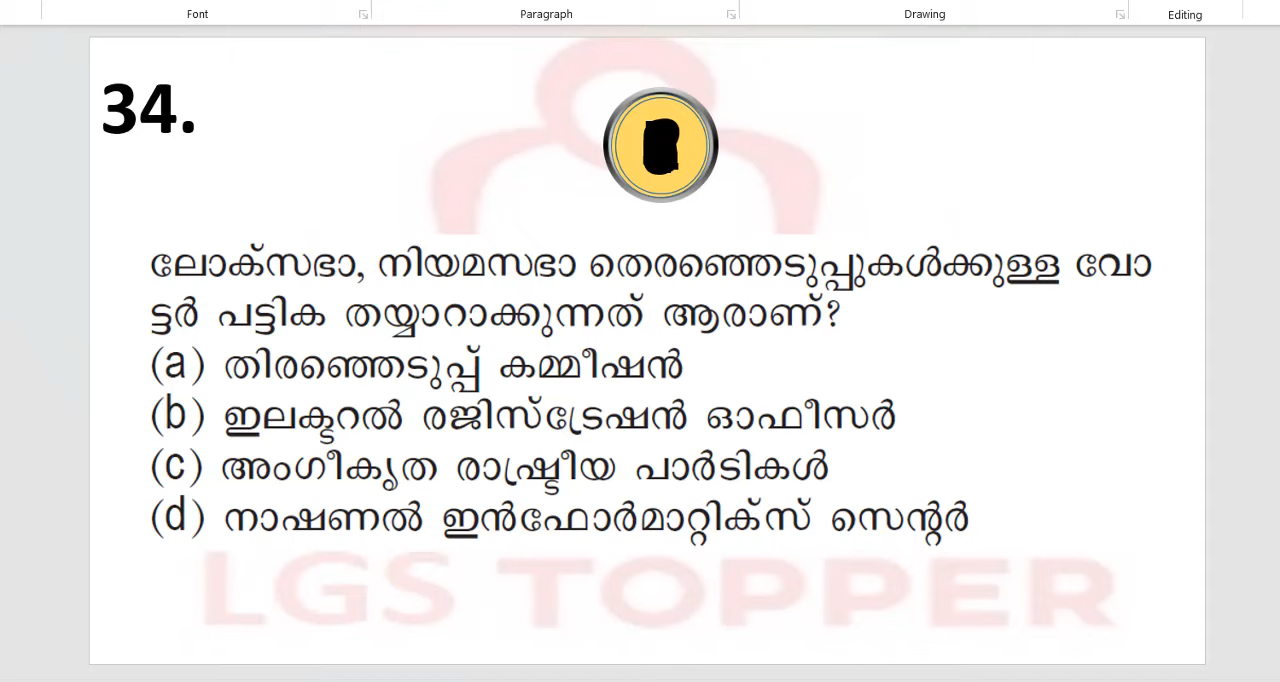 Font Paragraph Drawing Editing
34.
ലോക്സഭാ, നിയമസഭാ തെരഞ്ഞെടുപ്പുകൾക്കുള്ള വോ
ട്ടർ പട്ടിക തയ്യാറാക്കുന്നത് ആരാണ്?
(a) തിരഞ്ഞെടുപ്പ് കമ്മീഷൻ
(b) ഇലക്ടറൽ രജിസ്ട്രേഷൻ ഓഫീസർ
(c) അംഗീകൃത രാഷ്ട്രീയ പാർടികൾ
(d) നാഷണൽ ഇൻഫോർമാറ്റിക്സ് സെന്റർ
LGS TOPPER